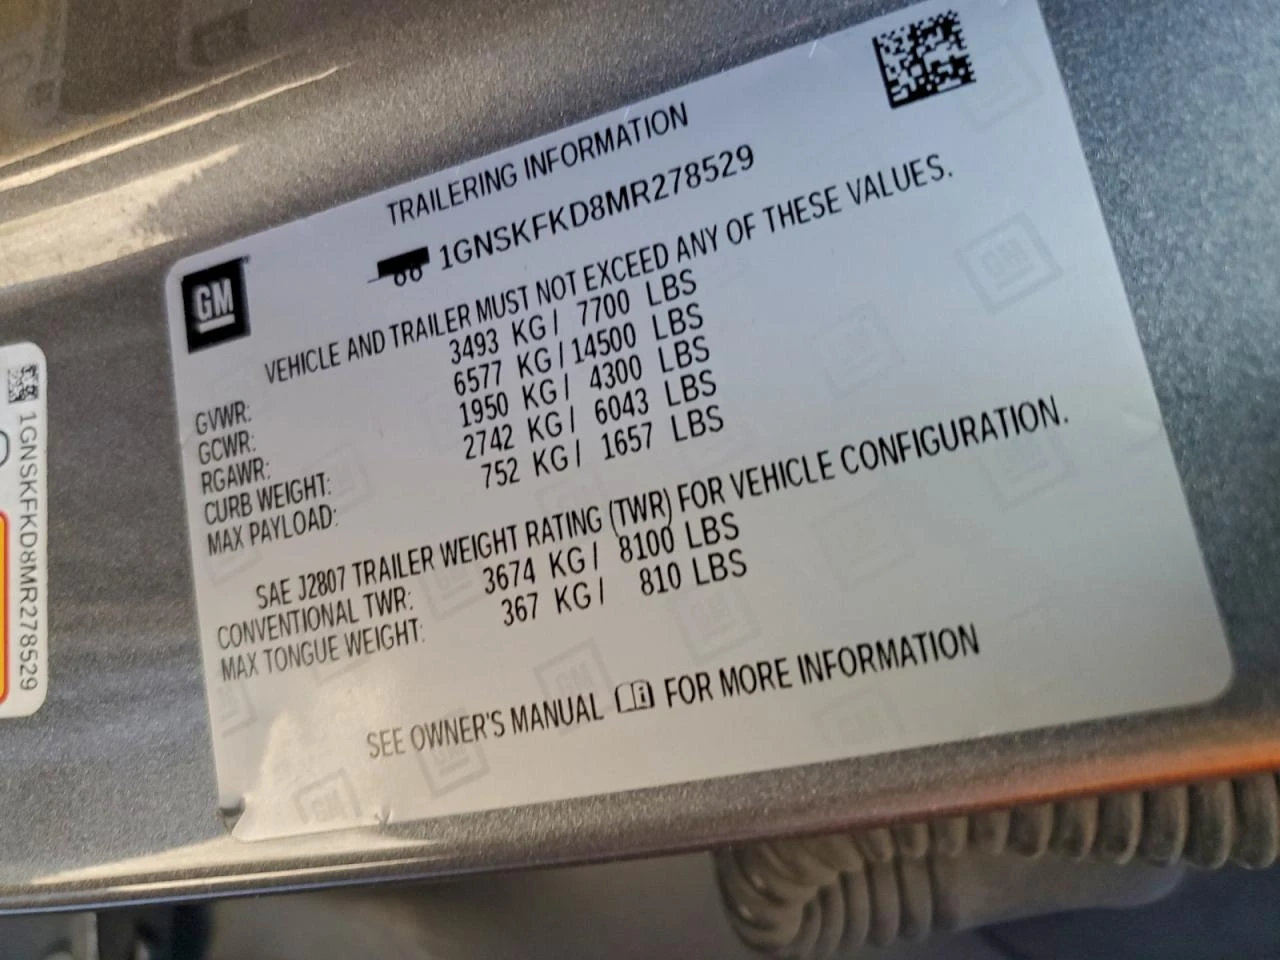 TRAILERING INFORMATION
1GNSKFKD8MR278529
GM
VEHICLE AND TRAILER MUST NOT EXCEED ANY OF THESE VALUES.
GVWR: 3493 KG/ 7700 LBS
GCWR: 6577 KG/14500 LBS
RGAWR: 1950 KG/ 4300 LBS
CURB WEIGHT: 2742 KG/ 6043 LBS
MAX PAYLOAD: 752 KG/ 1657 LBS
SAE J2807 TRAILER WEIGHT RATING (TWR) FOR VEHICLE CONFIGURATION.
CONVENTIONAL TWR: 3674 KG/ 8100 LBS
MAX TONGUE WEIGHT: 367 KG/ 810 LBS
SEE OWNER'S MANUAL FOR MORE INFORMATION
1GNSKFKD8MR278529